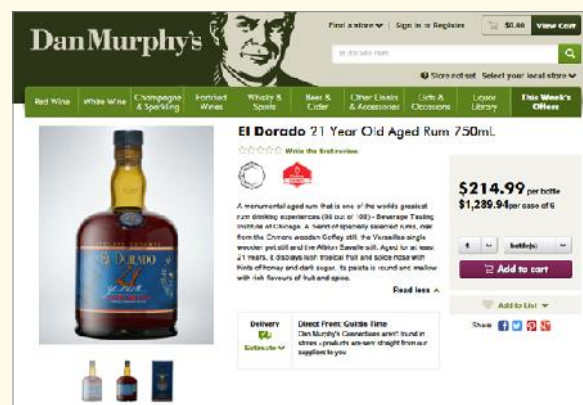 Dan Murphy's
Find a store
Sign in or Register
$0.00
View Cart
el dorado rum
Store not set Select your local store
Red Wine
White Wine
Champagne & Sparkling
Fortified Wines
Whisky & Spirits
Beer & Cider
Other Drinks & Accessories
Gifts & Occasions
Liquor Library
This Week's Offers
El Dorado 21 Year Old Aged Rum 750mL
Write the first review
A monumental aged rum that is one of the worlds greatest
rum drinking experiences (96 out of 100) - Beverage Tasting
Institute of Chicago. A blend of specially selected rums,
from the Enmore wooden Coffey still, the Versailles single
wooden pot still and the Albion Savalle still. Aged for at least
21 years, it displays lush tropical fruit and spice nose with
hints of honey and dark sugar. Its palate is round and mellow
with rich flavours of fruit and spice.
Read less
$214.99 per bottle
$1,289.94 per case of 6
bottle(s)
Add to cart
Add to List
Share
EL DORADO
21
Delivery
Estimate
Direct From: Guilda Time
Dan Murphy's Connections aren't found in
stores - products are sent straight from our
suppliers to you